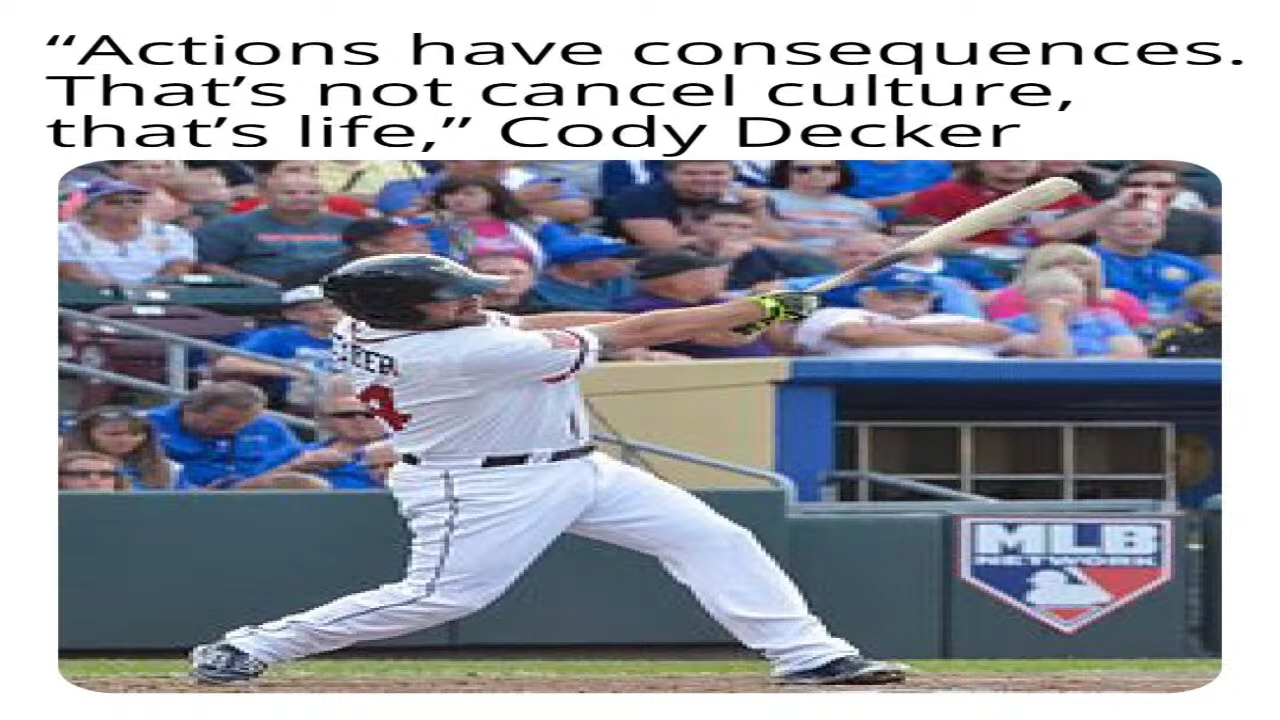 “Actions have consequences.
That’s not cancel culture,
that’s life,” Cody Decker
MLB
NETWORK